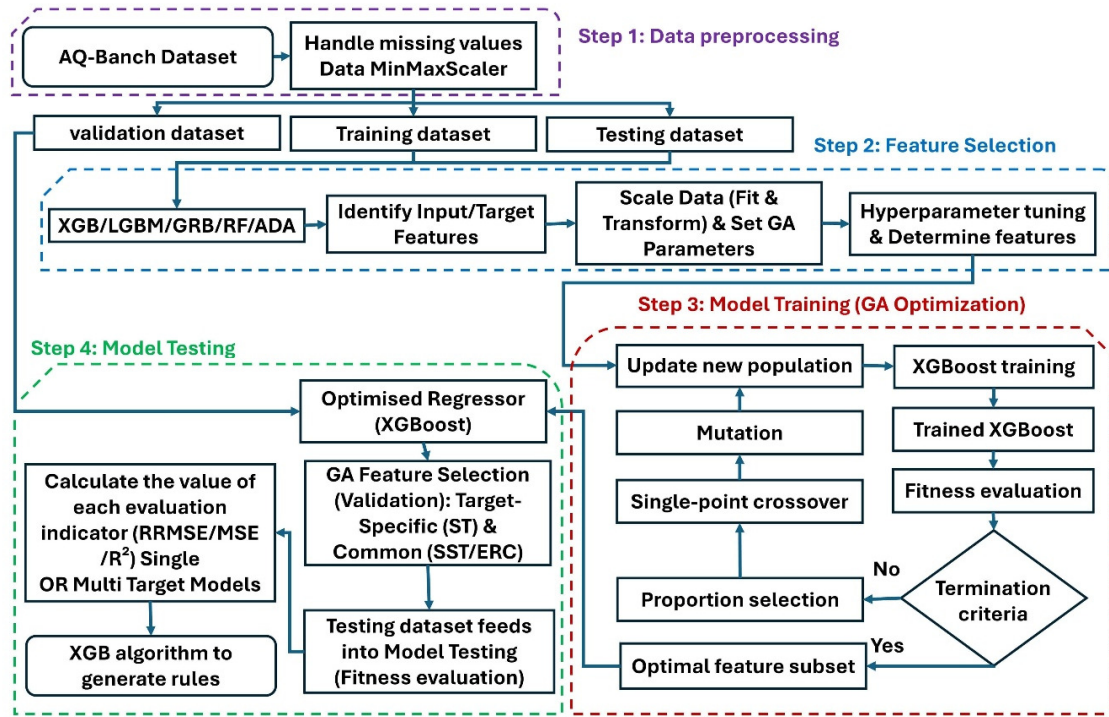 Step 1: Data preprocessing
AQ-Banch Dataset
Handle missing values
Data MinMaxScaler
validation dataset
Training dataset
Testing dataset
Step 2: Feature Selection
XGB/LGBM/GRB/RF/ADA
Identify Input/Target
Features
Scale Data (Fit &
Transform) & Set GA
Parameters
Hyperparameter tuning
& Determine features
Step 3: Model Training (GA Optimization)
Update new population
XGBoost training
Mutation
Trained XGBoost
Single-point crossover
Fitness evaluation
No
Proportion selection
Termination
criteria
Yes
Optimal feature subset
Step 4: Model Testing
Optimised Regressor
(XGBoost)
GA Feature Selection
(Validation): Target-
Specific (ST) &
Common (SST/ERC)
Testing dataset feeds
into Model Testing
(Fitness evaluation)
Calculate the value of
each evaluation
indicator (RRMSE/MSE
/R²) Single
OR Multi Target Models
XGB algorithm to
generate rules